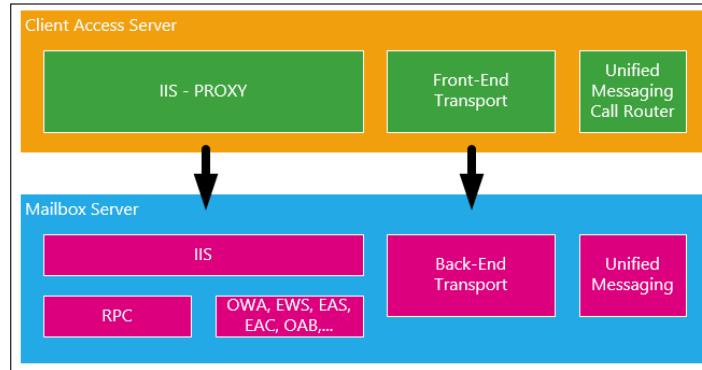 Client Access Server
IIS - PROXY
Front-End
Transport
Unified
Messaging
Call Router
Mailbox Server
IIS
Back-End
Transport
Unified
Messaging
RPC
OWA, EWS, EAS,
EAC, OAB,...